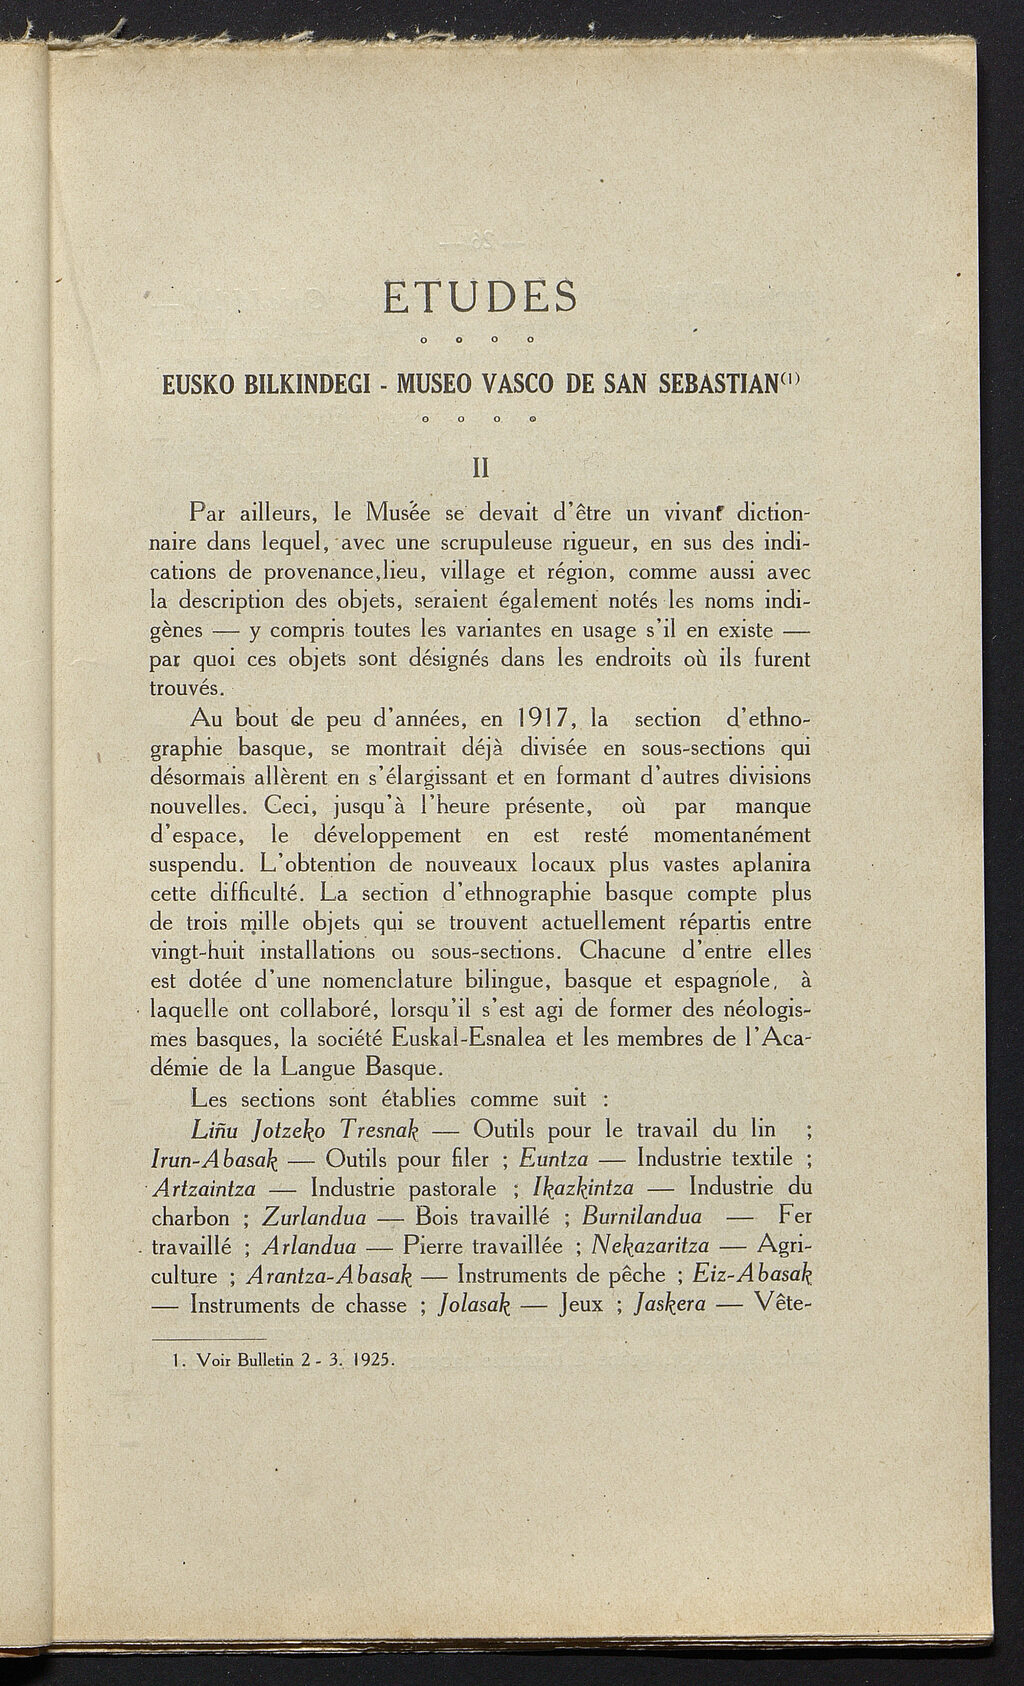 ETUDES
EUSKO BILKINDEGI - MUSEO VASCO DE SAN SEBASTIAN(1)
II
Par ailleurs, le Musée se devait d'être un vivant diction-
naire dans lequel, avec une scrupuleuse rigueur, en sus des indi-
cations de provenance,lieu, village et région, comme aussi avec
la description des objets, seraient également notés les noms indi-
gènes — y compris toutes les variantes en usage s'il en existe —
par quoi ces objets sont désignés dans les endroits où ils furent
trouvés.
Au bout de peu d'années, en 1917, la section d'ethno-
graphie basque, se montrait déjà divisée en sous-sections qui
désormais allèrent en s'élargissant et en formant d'autres divisions
nouvelles. Ceci, jusqu'à l'heure présente, où par manque
d'espace, le développement en est resté momentanément
suspendu. L'obtention de nouveaux locaux plus vastes aplanira
cette difficulté. La section d'ethnographie basque compte plus
de trois mille objets qui se trouvent actuellement répartis entre
vingt-huit installations ou sous-sections. Chacune d'entre elles
est dotée d'une nomenclature bilingue, basque et espagnole, à
laquelle ont collaboré, lorsqu'il s'est agi de former des néologis-
mes basques, la société Euskal-Esnalea et les membres de l'Aca-
démie de la Langue Basque.
Les sections sont établies comme suit :
Liñu Jotzeko Tresnak — Outils pour le travail du lin ;
Irun-Abasak — Outils pour filer ; Euntza — Industrie textile ;
Artzaintza — Industrie pastorale ; Ikazkintza — Industrie du
charbon ; Zurlandua — Bois travaillé ; Burnilandua — Fer
travaillé ; Arlandua — Pierre travaillée ; Nekazaritza — Agri-
culture ; Arantza-Abasak — Instruments de pêche ; Eiz-Abasak
— Instruments de chasse ; Jolasak — Jeux ; Jaskera — Vête-
1. Voir Bulletin 2 - 3. 1925.